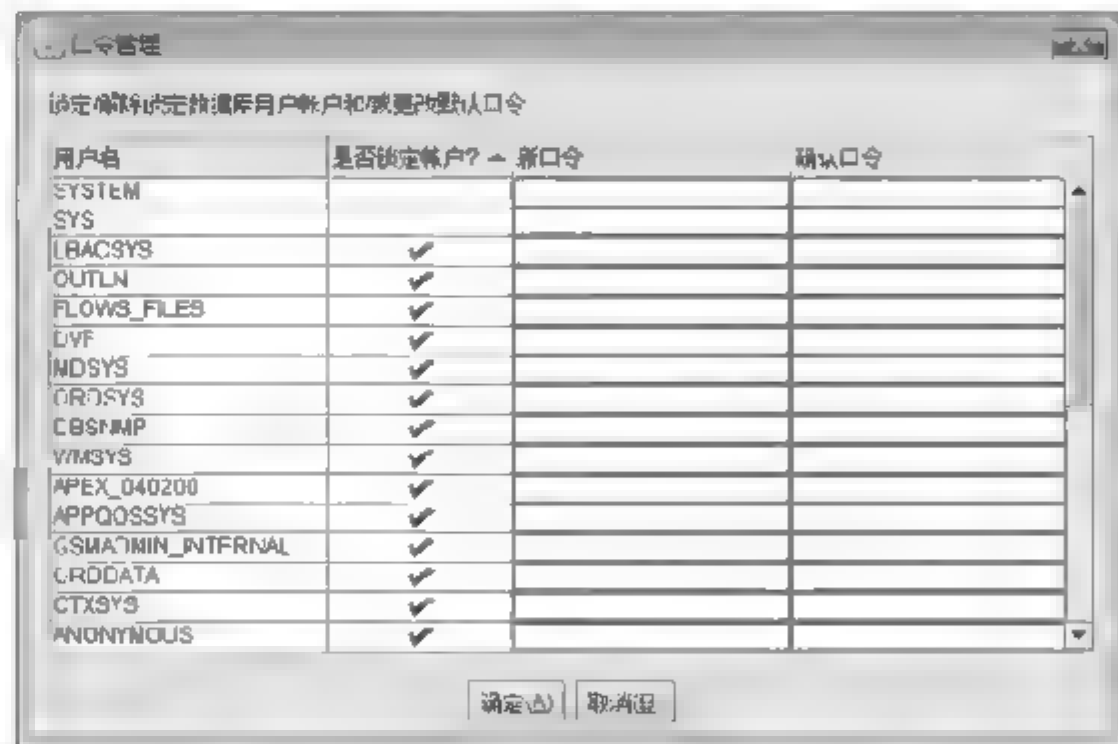 口令管理
锁定/解除锁定数据库用户帐户和/或更改默认口令
用户名 是否锁定帐户? 新口令 确认口令
SYSTEM
SYS
LBACSYS ✔
OUTLN ✔
FLOWS_FILES ✔
DVF ✔
MDSYS ✔
ORDSYS ✔
DBSNMP ✔
WMSYS ✔
APEX_040200 ✔
APPQOSSYS ✔
GSMADMIN_INTERNAL ✔
ORDDATA ✔
CTXSYS ✔
ANONYMOUS ✔
确定(A) 取消